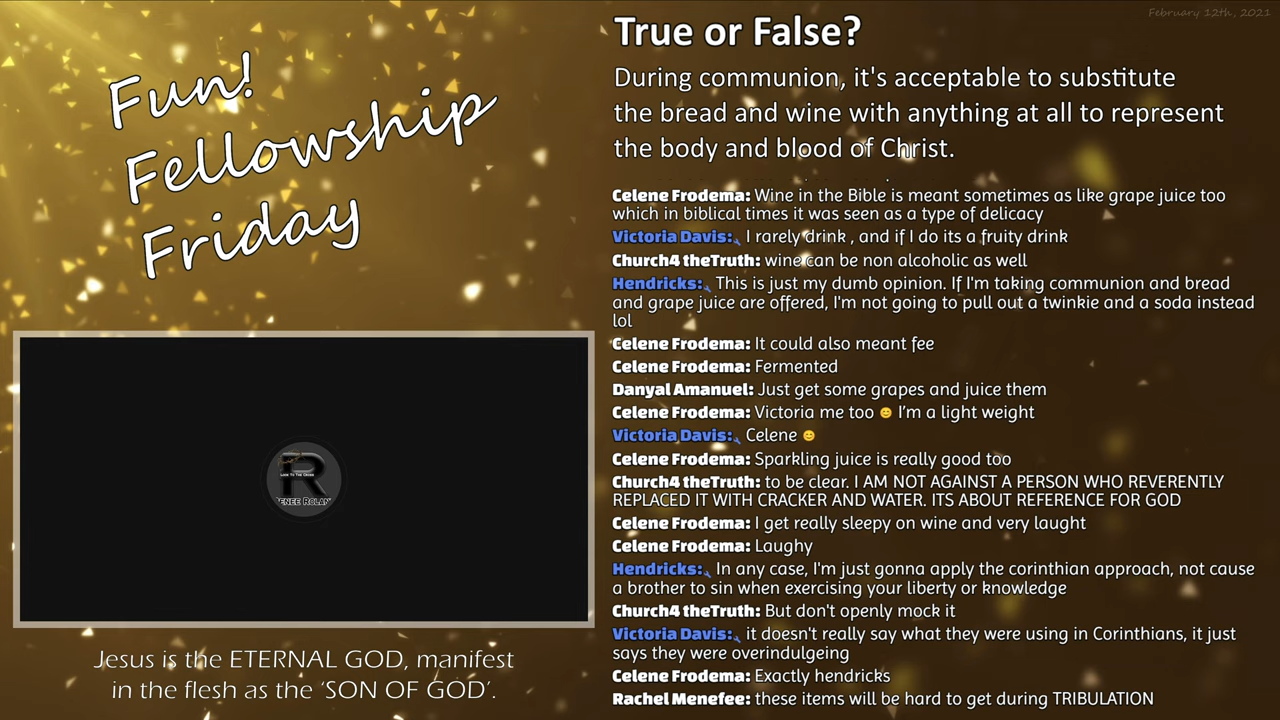 February 12th, 2021
Fun!
Fellowship
Friday
True or False?
During communion, it's acceptable to substitute
the bread and wine with anything at all to represent
the body and blood of Christ.
Celene Frodema: Wine in the Bible is meant sometimes as like grape juice too
which in biblical times it was seen as a type of delicacy
Victoria Davis: I rarely drink , and if I do its a fruity drink
Church4 theTruth: wine can be non alcoholic as well
Hendricks: This is just my dumb opinion. If I'm taking communion and bread
and grape juice are offered, I'm not going to pull out a twinkie and a soda instead
lol
Celene Frodema: It could also meant fee
Celene Frodema: Fermented
Danyal Amanuel: Just get some grapes and juice them
Celene Frodema: Victoria me too 😊 I'm a light weight
Victoria Davis: Celene 😊
Celene Frodema: Sparkling juice is really good too
Church4 theTruth: to be clear. I AM NOT AGAINST A PERSON WHO REVERENTLY
REPLACED IT WITH CRACKER AND WATER. ITS ABOUT REFERENCE FOR GOD
Celene Frodema: I get really sleepy on wine and very laught
Celene Frodema: Laughy
Hendricks: In any case, I'm just gonna apply the corinthian approach, not cause
a brother to sin when exercising your liberty or knowledge
Church4 theTruth: But don't openly mock it
Victoria Davis: it doesn't really say what they were using in Corinthians, it just
says they were overindulgeing
Celene Frodema: Exactly hendricks
Rachel Menefee: these items will be hard to get during TRIBULATION
R
Jesus is the ETERNAL GOD, manifest
in the flesh as the 'SON OF GOD'.